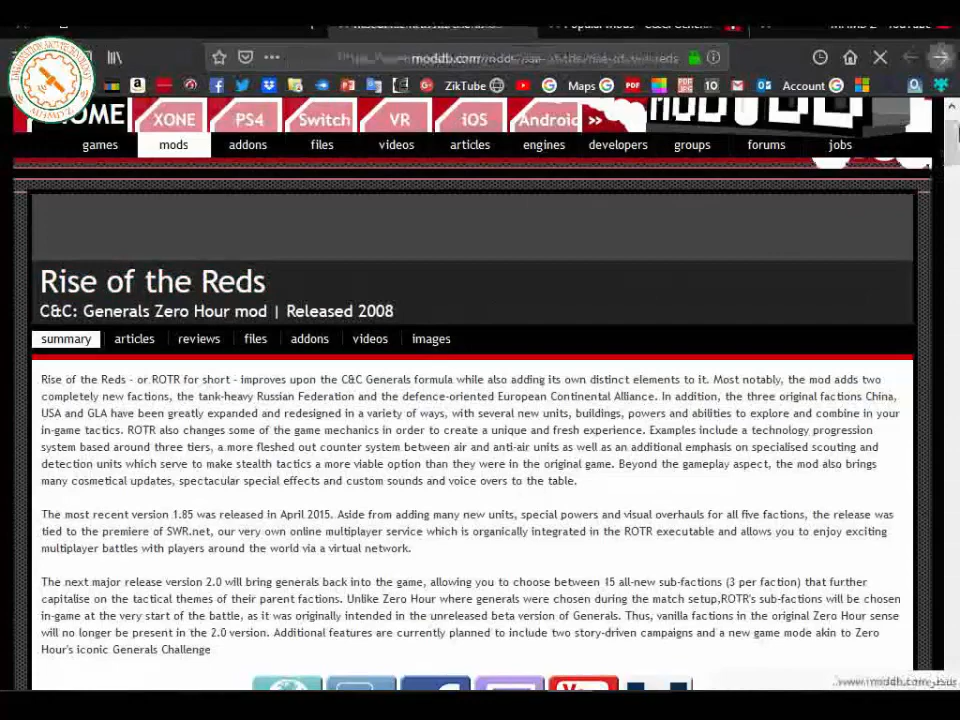 moddb.com
ZikTube
Maps
Account
HOME XONE PS4 Switch VR iOS Android >>
games mods addons files videos articles engines developers groups forums jobs
Rise of the Reds
C&C: Generals Zero Hour mod | Released 2008
summary articles reviews files addons videos images
Rise of the Reds - or ROTR for short - improves upon the C&C Generals formula while also adding its own distinct elements to it. Most notably, the mod adds two
completely new factions, the tank-heavy Russian Federation and the defence-oriented European Continental Alliance. In addition, the three original factions China,
USA and GLA have been greatly expanded and redesigned in a variety of ways, with several new units, buildings, powers and abilities to explore and combine in your
in-game tactics. ROTR also changes some of the game mechanics in order to create a unique and fresh experience. Examples include a technology progression
system based around three tiers, a more fleshed out counter system between air and anti-air units as well as an additional emphasis on specialised scouting and
detection units which serve to make stealth tactics a more viable option than they were in the original game. Beyond the gameplay aspect, the mod also brings
many cosmetical updates, spectacular special effects and custom sounds and voice overs to the table.
The most recent version 1.85 was released in April 2015. Aside from adding many new units, special powers and visual overhauls for all five factions, the release was
tied to the premiere of SWR.net, our very own online multiplayer service which is organically integrated in the ROTR executable and allows you to enjoy exciting
multiplayer battles with players around the world via a virtual network.
The next major release version 2.0 will bring generals back into the game, allowing you to choose between 15 all-new sub-factions (3 per faction) that further
capitalise on the tactical themes of their parent factions. Unlike Zero Hour where generals were chosen during the match setup,ROTR's sub-factions will be chosen
in-game at the very start of the battle, as it was originally intended in the unreleased beta version of Generals. Thus, vanilla factions in the original Zero Hour sense
will no longer be present in the 2.0 version. Additional features are currently planned to include two story-driven campaigns and a new game mode akin to Zero
Hour's iconic Generals Challenge